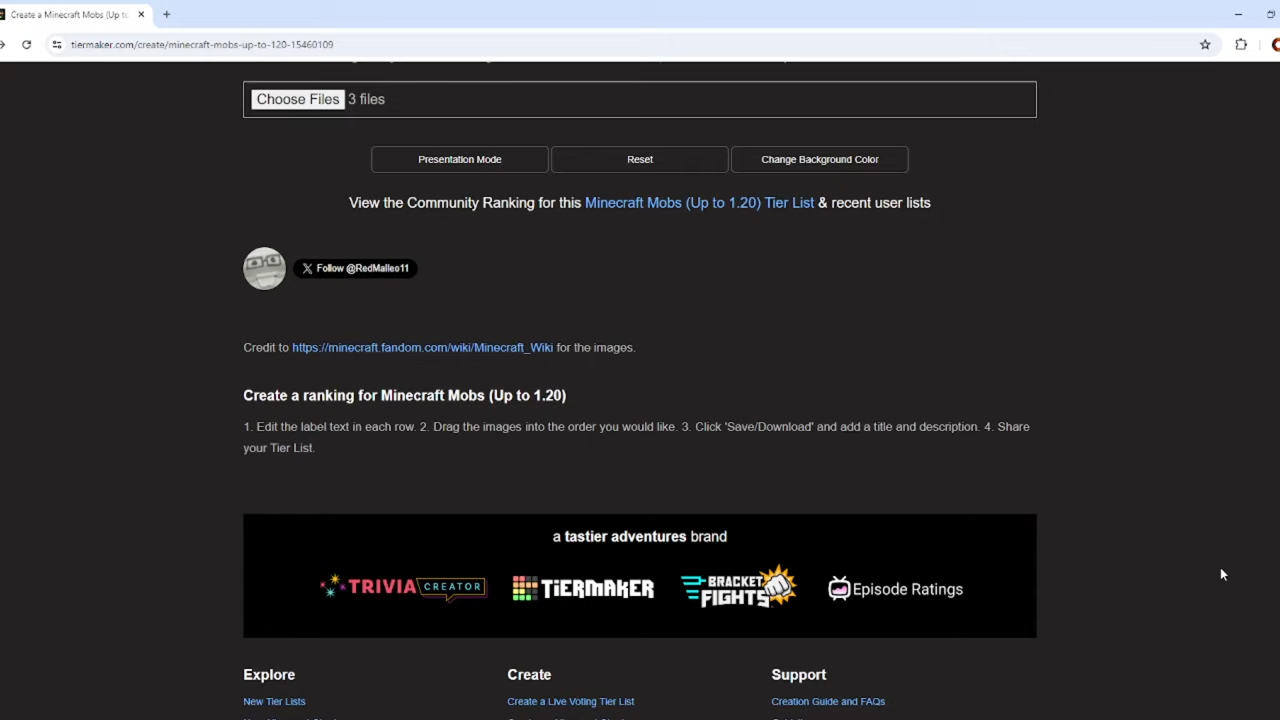 Create a Minecraft Mobs (Up to
tiermaker.com/create/minecraft-mobs-up-to-120-15460109
Choose Files 3 files
Presentation Mode
Reset
Change Background Color
View the Community Ranking for this Minecraft Mobs (Up to 1.20) Tier List & recent user lists
Follow @RedMalleo11
Credit to https://minecraft.fandom.com/wiki/Minecraft_Wiki for the images.
Create a ranking for Minecraft Mobs (Up to 1.20)
1. Edit the label text in each row. 2. Drag the images into the order you would like. 3. Click 'Save/Download' and add a title and description. 4. Share
your Tier List.
a tastier adventures brand
TRIVIA CREATOR
TiERMAKER
BRACKET
FIGHTS
Episode Ratings
Explore
Create
Support
New Tier Lists
Create a Live Voting Tier List
Creation Guide and FAQs